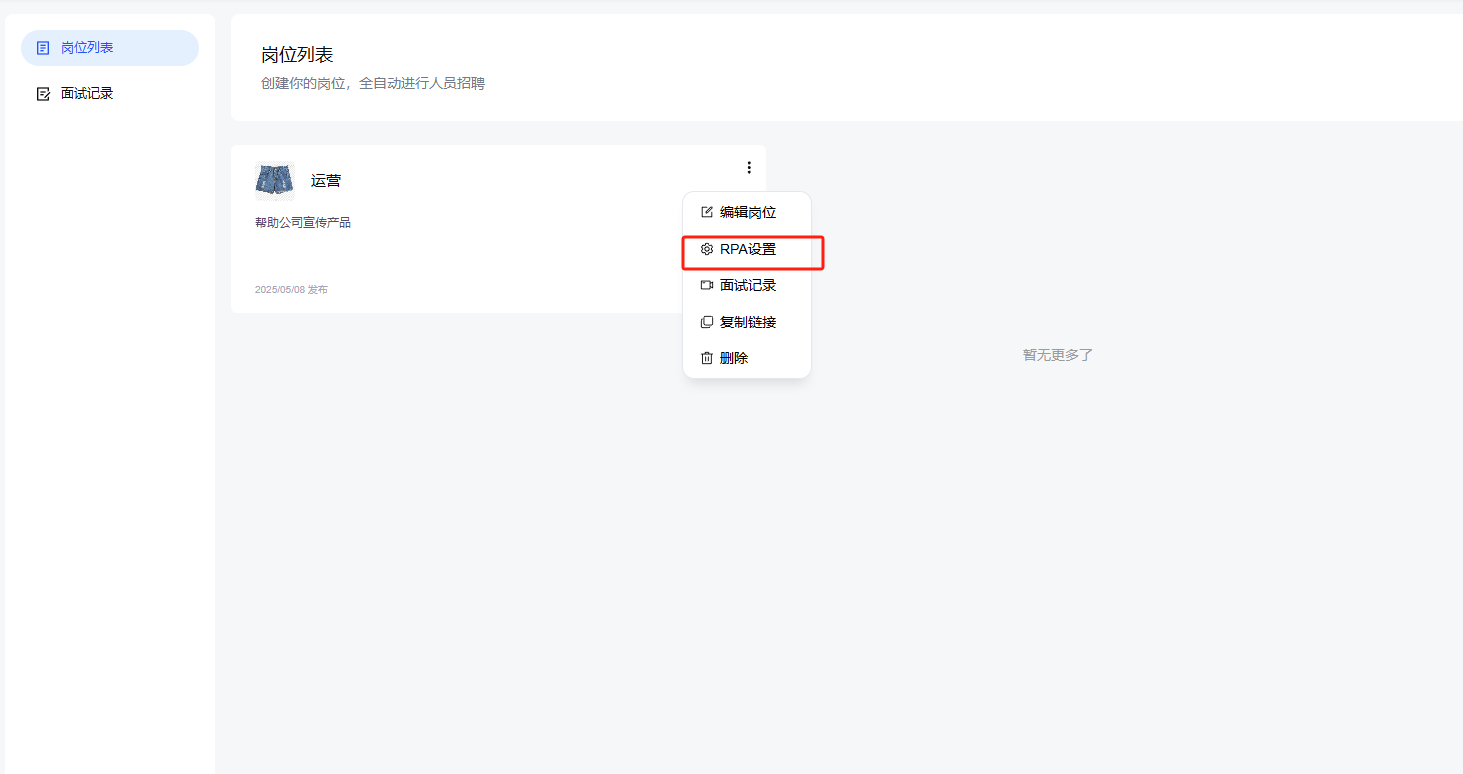 岗位列表
面试记录
岗位列表
创建你的岗位，全自动进行人员招聘
运营
帮助公司宣传产品
2025/05/08 发布
编辑岗位
RPA设置
面试记录
复制链接
删除
暂无更多了